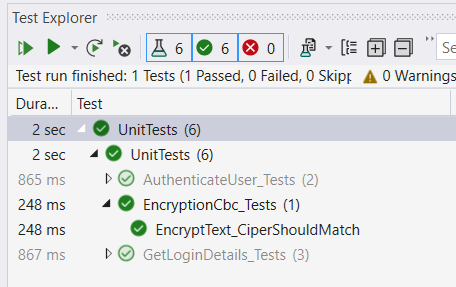 Test Explorer
6 6 0
Test run finished: 1 Tests (1 Passed, 0 Failed, 0 Skipp 0 Warnings
Dura... Test
2 sec UnitTests (6)
2 sec UnitTests (6)
865 ms AuthenticateUser_Tests (2)
248 ms EncryptionCbc_Tests (1)
248 ms EncryptText_CiperShouldMatch
867 ms GetLoginDetails_Tests (3)